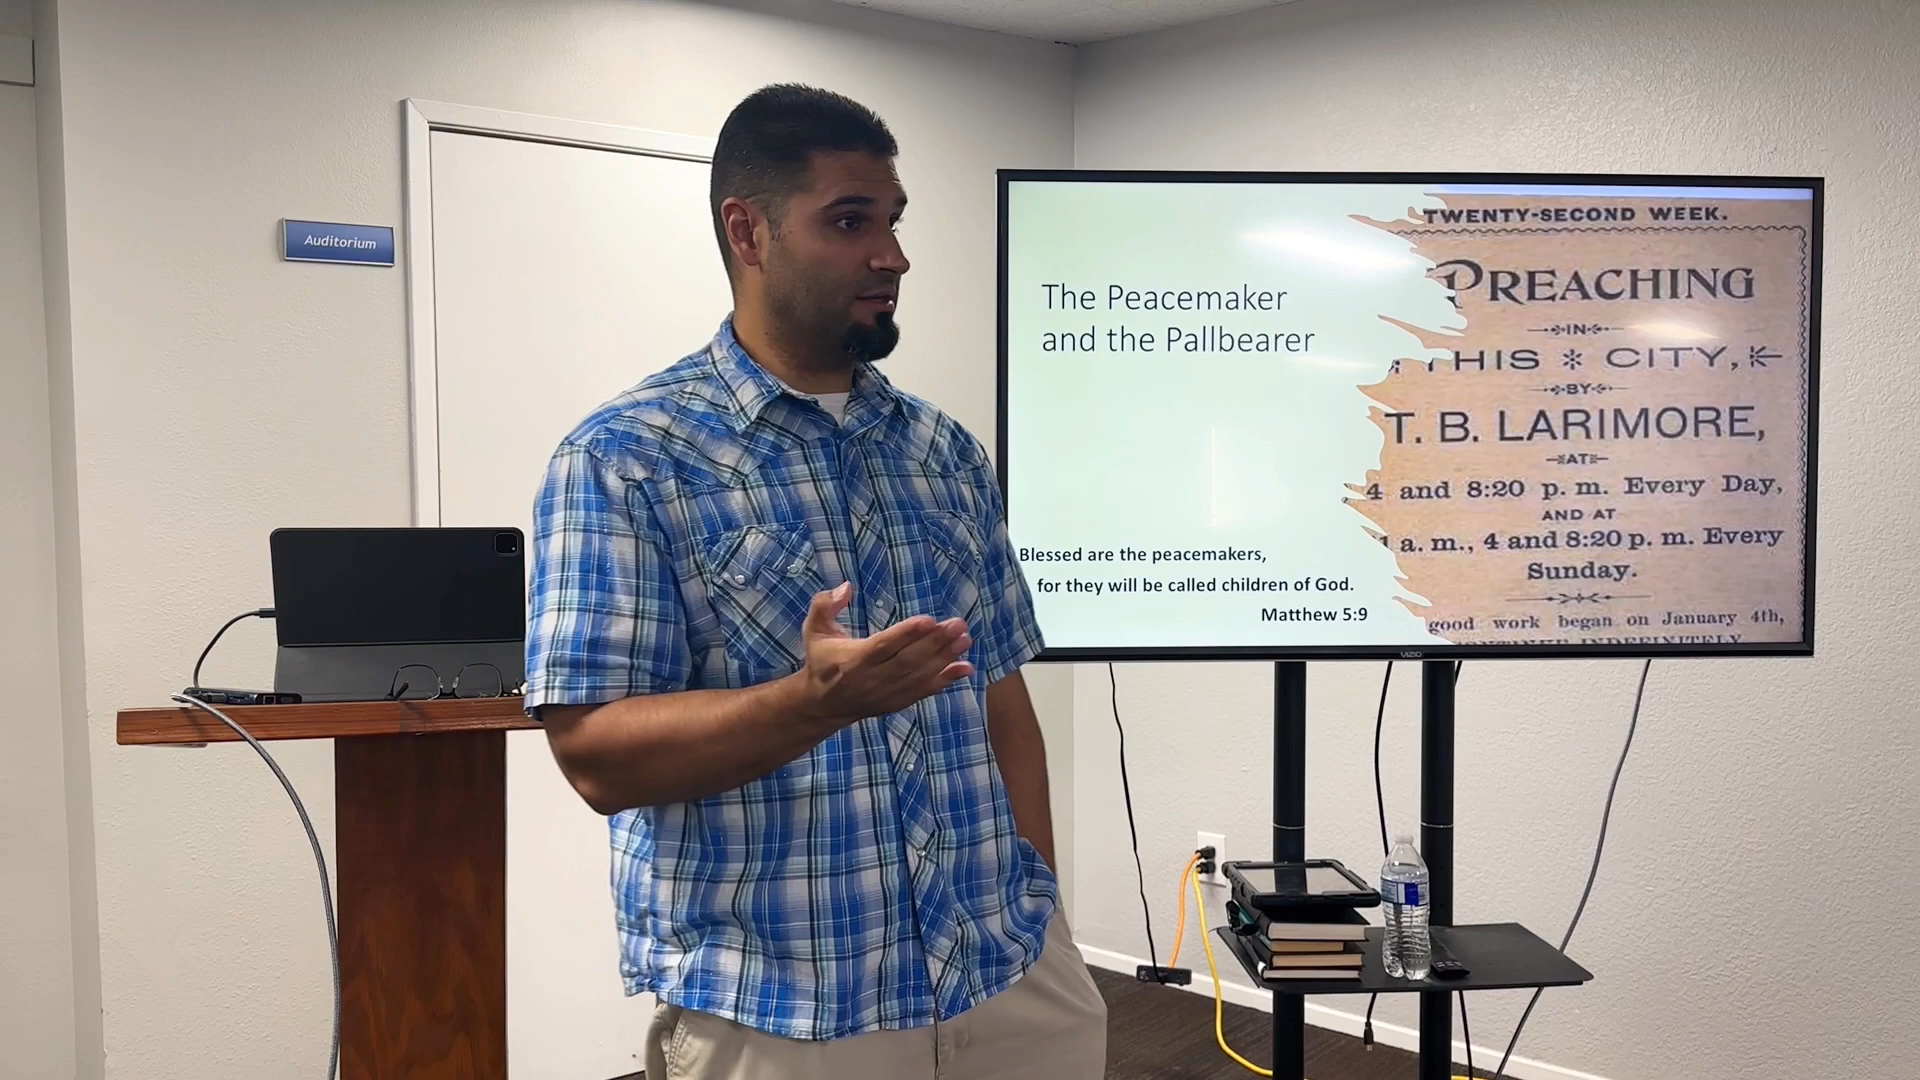 Auditorium
The Peacemaker
and the Pallbearer
Blessed are the peacemakers,
for they will be called children of God.
Matthew 5:9
TWENTY-SECOND WEEK.
PREACHING
IN
THIS * CITY,
BY
T. B. LARIMORE,
AT
4 and 8:20 p. m. Every Day,
AND AT
a. m., 4 and 8:20 p. m. Every
Sunday.
good work began on January 4th,
INDEFINITELY
VIZIO